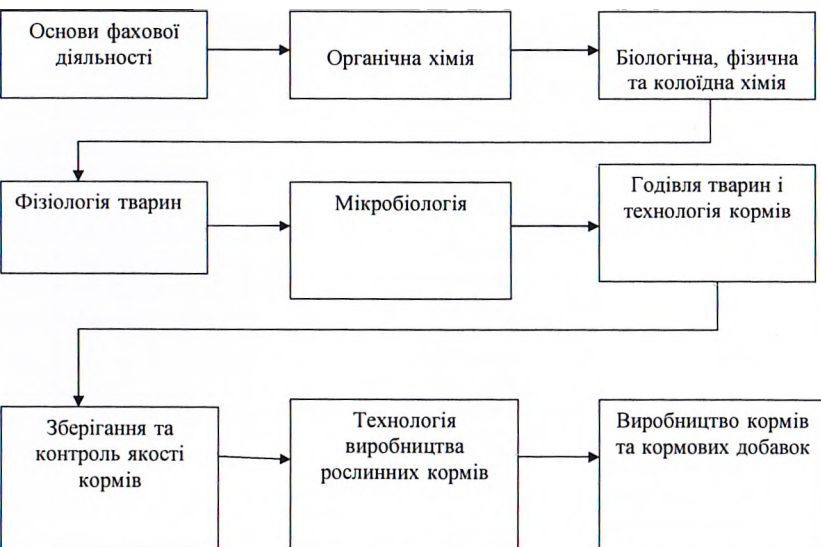 Основи фахової
діяльності
Органічна хімія
Біологічна, фізична
та колоїдна хімія
Фізіологія тварин
Мікробіологія
Годівля тварин і
технологія кормів
Зберігання та
контроль якості
кормів
Технологія
виробництва
рослинних кормів
Виробництво кормів
та кормових добавок